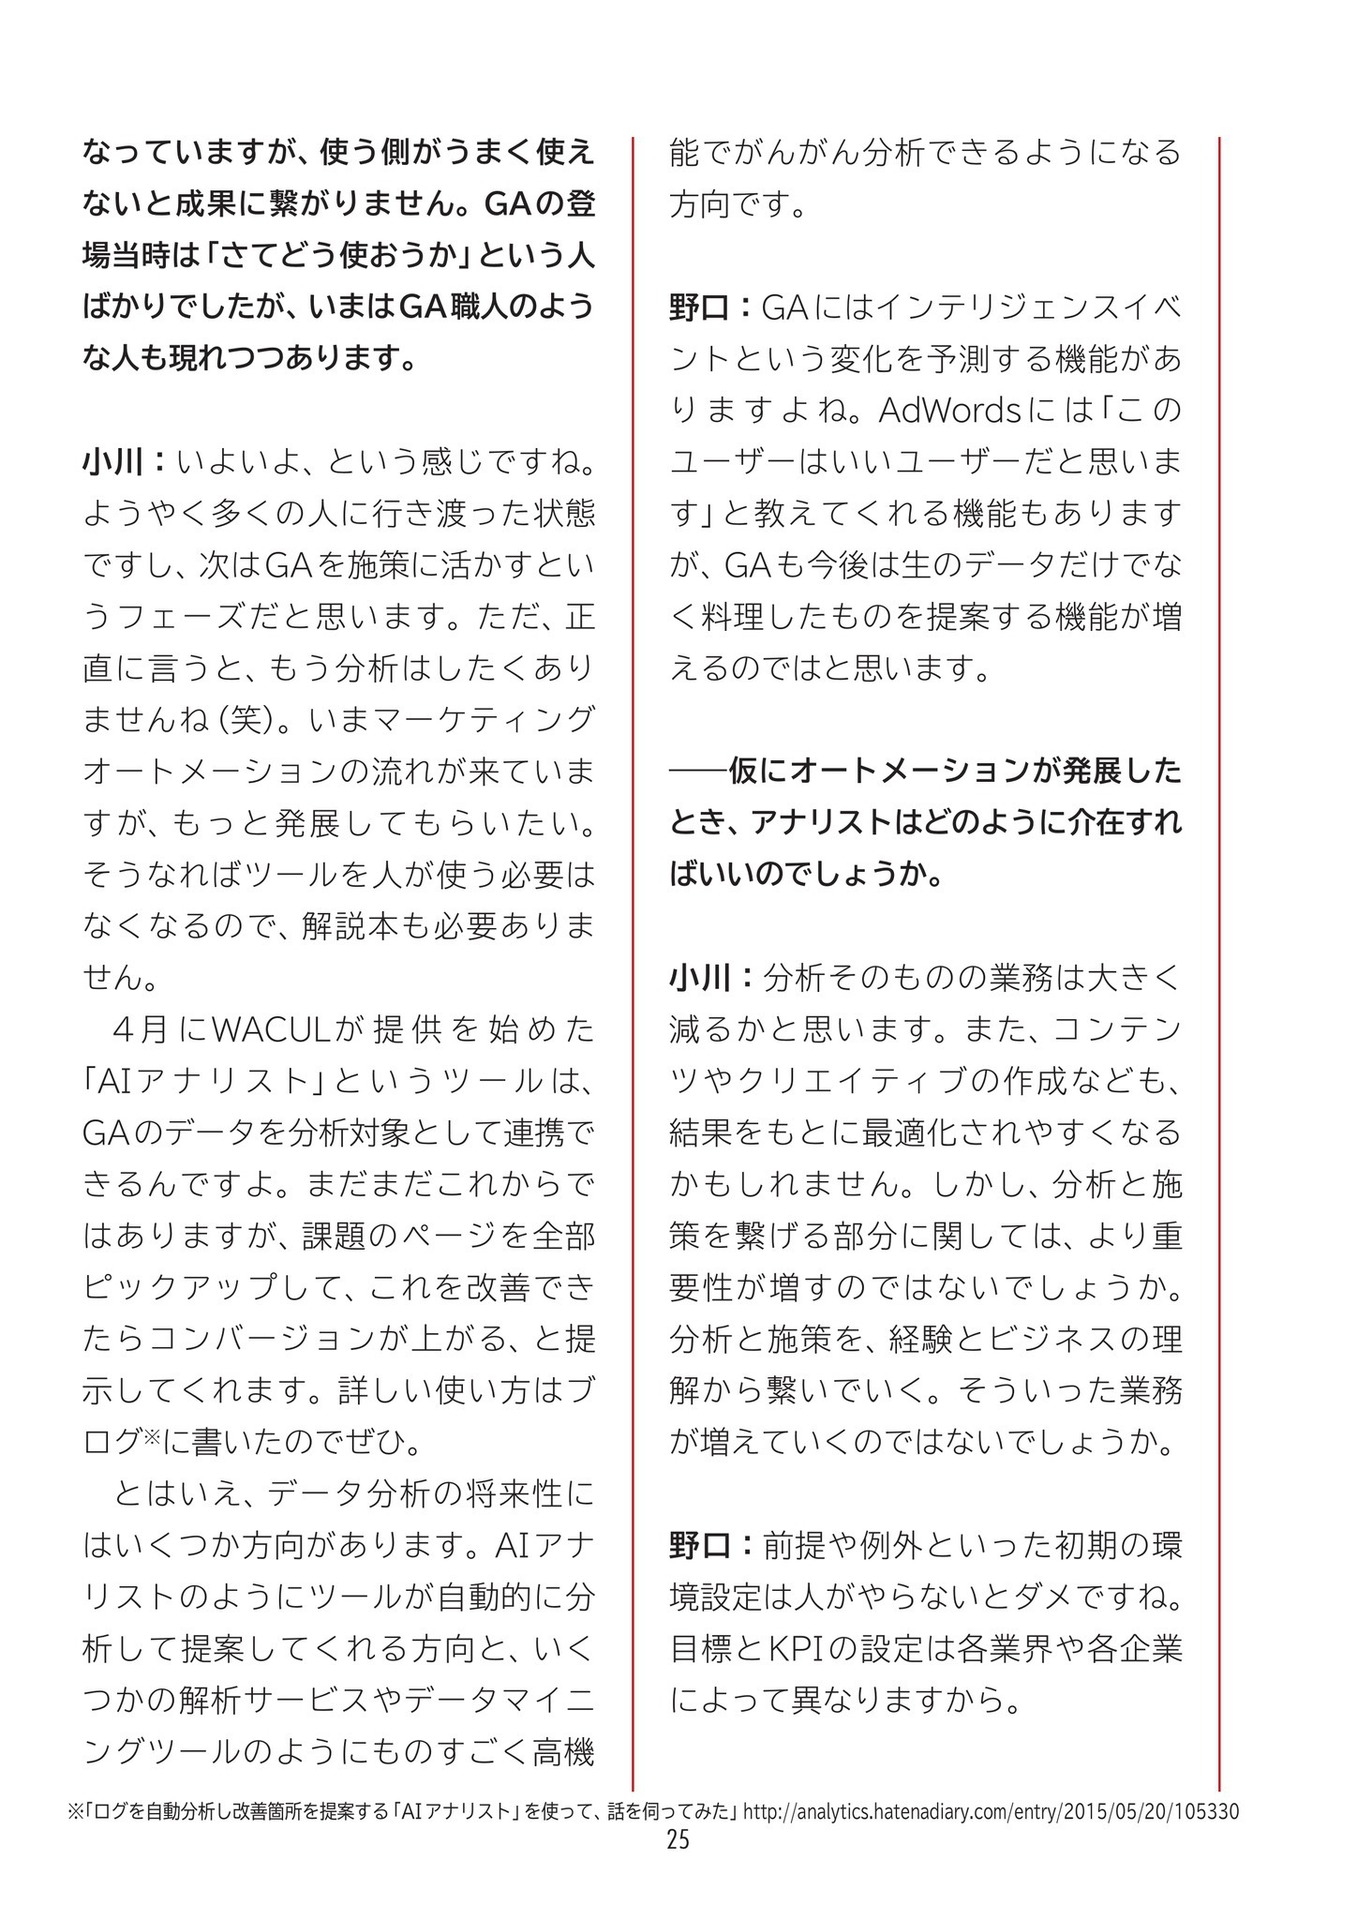 なっていますが、使う側がうまく使え
ないと成果に繋がりません。GAの登
場当時は「さてどう使おうか」という人
ばかりでしたが、いまはGA職人のよう
な人も現れつつあります。
小川：いよいよ、という感じですね。
ようやく多くの人に行き渡った状態
ですし、次はGAを施策に活かすとい
うフェーズだと思います。ただ、正
直に言うと、もう分析はしたくあり
ませんね（笑）。いまマーケティング
オートメーションの流れが来ていま
すが、もっと発展してもらいたい。
そうなればツールを人が使う必要は
なくなるので、解説本も必要ありま
せん。
4月にWACULが提供を始めた
「AIアナリスト」というツールは、
GAのデータを分析対象として連携で
きるんですよ。まだまだこれからで
はありますが、課題のページを全部
ピックアップして、これを改善でき
たらコンバージョンが上がる、と提
示してくれます。詳しい使い方はブ
ログ※に書いたのでぜひ。
とはいえ、データ分析の将来性に
はいくつか方向があります。AIアナ
リストのようにツールが自動的に分
析して提案してくれる方向と、いく
つかの解析サービスやデータマイニ
ングツールのようにものすごく高機
能でがんがん分析できるようになる
方向です。
野口：GAにはインテリジェンスイベ
ントという変化を予測する機能があ
りますよね。AdWordsには「この
ユーザーはいいユーザーだと思いま
す」と教えてくれる機能もあります
が、GAも今後は生のデータだけでな
く料理したものを提案する機能が増
えるのではと思います。
――仮にオートメーションが発展した
とき、アナリストはどのように介在すれ
ばいいのでしょうか。
小川：分析そのものの業務は大きく
減るかと思います。また、コンテン
ツやクリエイティブの作成なども、
結果をもとに最適化されやすくなる
かもしれません。しかし、分析と施
策を繋げる部分に関しては、より重
要性が増すのではないでしょうか。
分析と施策を、経験とビジネスの理
解から繋いでいく。そういった業務
が増えていくのではないでしょうか。
野口：前提や例外といった初期の環
境設定は人がやらないとダメですね。
目標とKPIの設定は各業界や各企業
によって異なりますから。
※「ログを自動分析し改善箇所を提案する「AIアナリスト」を使って、話を伺ってみた」http://analytics.hatenadiary.com/entry/2015/05/20/105330
25